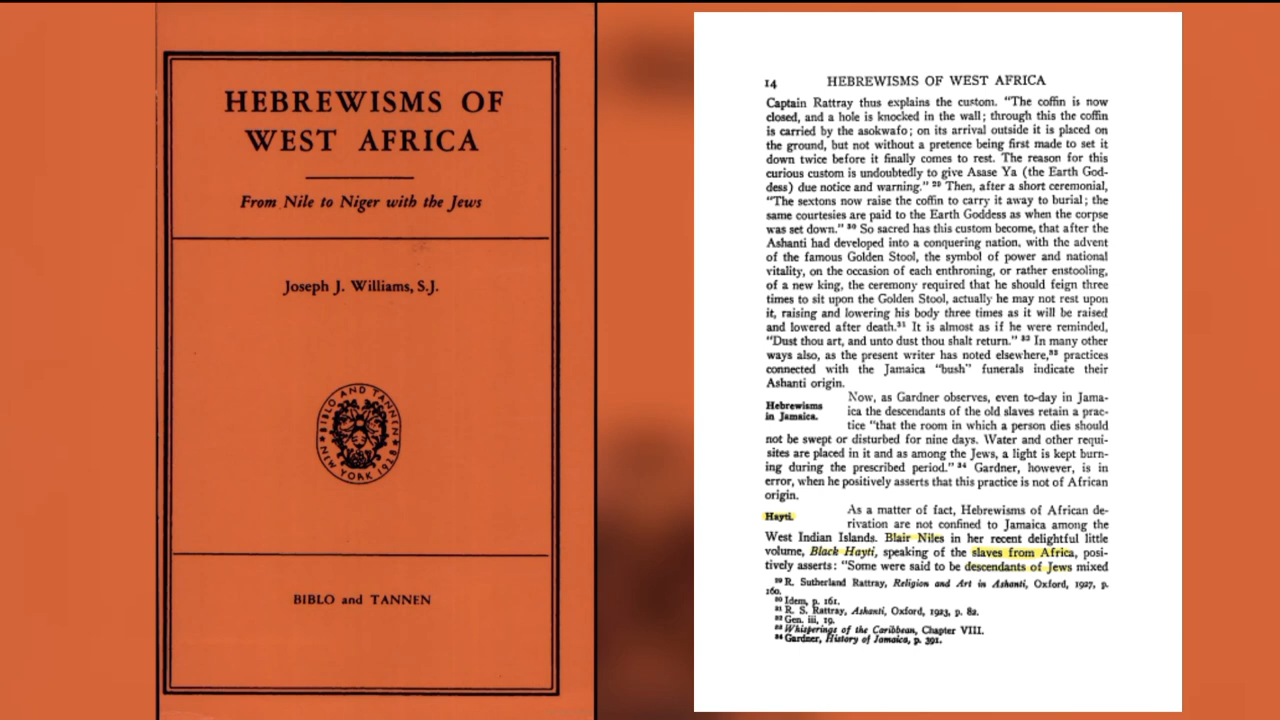 HEBREWISMS OF
WEST AFRICA
From Nile to Niger with the Jews
Joseph J. Williams, S.J.
BIBLO AND TANNEN
NEW YORK 1928
BIBLO and TANNEN
14 HEBREWISMS OF WEST AFRICA
Captain Rattray thus explains the custom. "The coffin is now
closed, and a hole is knocked in the wall; through this the coffin
is carried by the asokwafo; on its arrival outside it is placed on
the ground, but not without a pretence being first made to set it
down twice before it finally comes to rest. The reason for this
curious custom is undoubtedly to give Asase Ya (the Earth God-
dess) due notice and warning." ²⁹ Then, after a short ceremonial,
"The sextons now raise the coffin to carry it away to burial; the
same courtesies are paid to the Earth Goddess as when the corpse
was set down." ³⁰ So sacred has this custom become, that after the
Ashanti had developed into a conquering nation, with the advent
of the famous Golden Stool, the symbol of power and national
vitality, on the occasion of each enthroning, or rather enstooling,
of a new king, the ceremony required that he should feign three
times to sit upon the Golden Stool, actually he may not rest upon
it, raising and lowering his body three times as it will be raised
and lowered after death.³¹ It is almost as if he were reminded,
"Dust thou art, and unto dust thou shalt return." ³² In many other
ways also, as the present writer has noted elsewhere,³³ practices
connected with the Jamaica "bush" funerals indicate their
Ashanti origin.
Hebrewisms
in Jamaica.
Now, as Gardner observes, even to-day in Jama-
ica the descendants of the old slaves retain a prac-
tice "that the room in which a person dies should
not be swept or disturbed for nine days. Water and other requi-
sites are placed in it and as among the Jews, a light is kept burn-
ing during the prescribed period." ³⁴ Gardner, however, is in
error, when he positively asserts that this practice is not of African
origin.
Hayti.
As a matter of fact, Hebrewisms of African de-
rivation are not confined to Jamaica among the
West Indian Islands. Blair Niles in her recent delightful little
volume, Black Hayti, speaking of the slaves from Africa, posi-
tively asserts: "Some were said to be descendants of Jews mixed
²⁹ R. Sutherland Rattray, Religion and Art in Ashanti, Oxford, 1927, p.
160.
³⁰ Idem, p. 161.
³¹ R. S. Rattray, Ashanti, Oxford, 1923, p. 82.
³² Gen. iii, 19.
³³ Whisperings of the Caribbean, Chapter VIII.
³⁴ Gardner, History of Jamaica, p. 391.